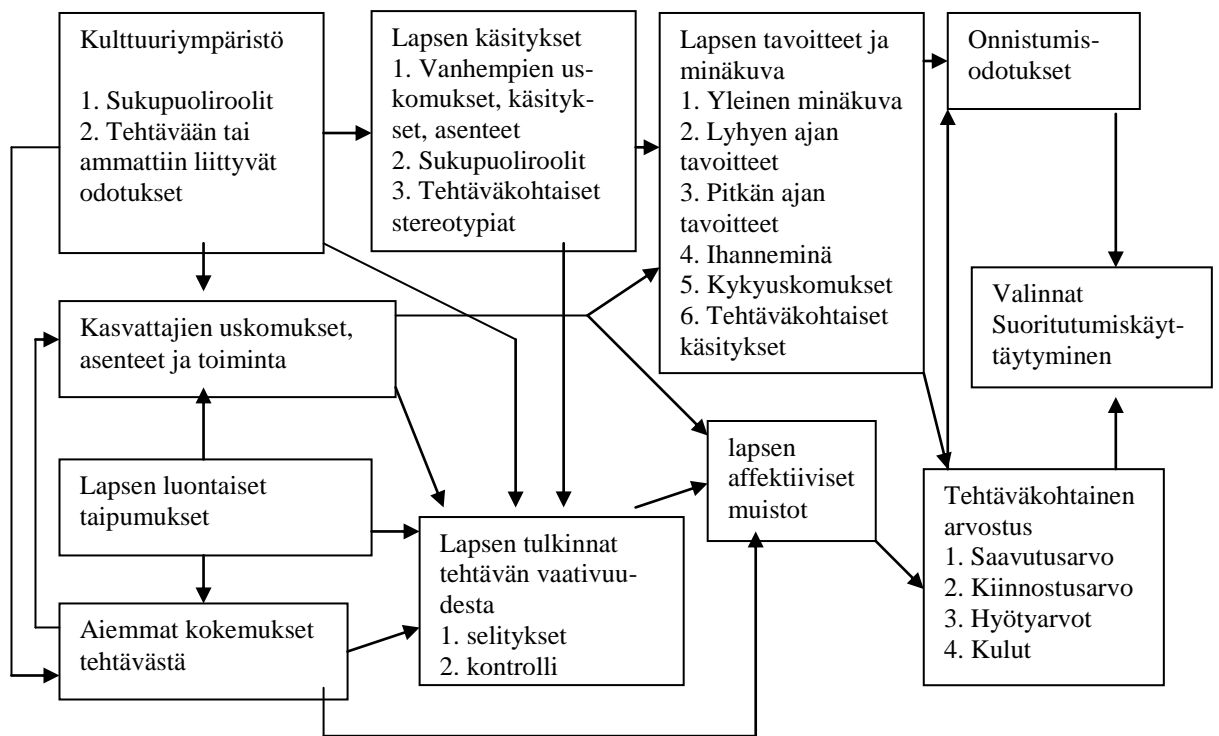 Kulttuuriympäristö
1. Sukupuoliroolit
2. Tehtävään tai
ammattiin liittyvät
odotukset
Lapsen käsitykset
1. Vanhempien us-
komukset, käsityk-
set, asenteet
2. Sukupuoliroolit
3. Tehtäväkohtaiset
stereotypiat
Lapsen tavoitteet ja
minäkuva
1. Yleinen minäkuva
2. Lyhyen ajan
tavoitteet
3. Pitkän ajan
tavoitteet
4. Ihanneminä
5. Kykyuskomukset
6. Tehtäväkohtaiset
käsitykset
Onnistumis-
odotukset
Valinnat
Suoritutumiskäyt-
täytyminen
Kasvattajien uskomukset,
asenteet ja toiminta
Lapsen luontaiset
taipumukset
Aiemmat kokemukset
tehtävästä
Lapsen tulkinnat
tehtävän vaativuu-
desta
1. selitykset
2. kontrolli
lapsen
affektiiviset
muistot
Tehtäväkohtainen
arvostus
1. Saavutusarvo
2. Kiinnostusarvo
3. Hyötyarvot
4. Kulut